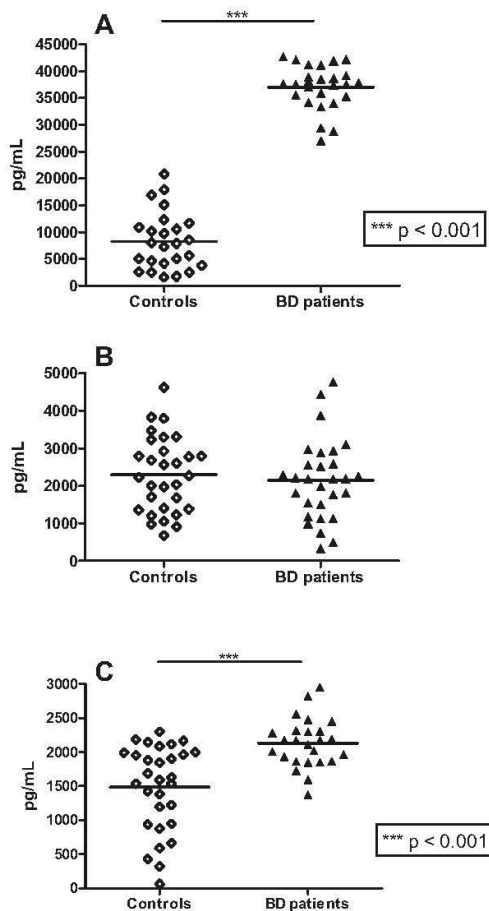 ***
A
45000
40000
35000
30000
25000
20000
15000
10000
5000
0
pg/mL
Controls BD patients
*** p < 0.001
B
5000
4000
3000
2000
1000
0
pg/mL
Controls BD patients
***
C
3000
2500
2000
1500
1000
500
0
pg/mL
Controls BD patients
*** p < 0.001